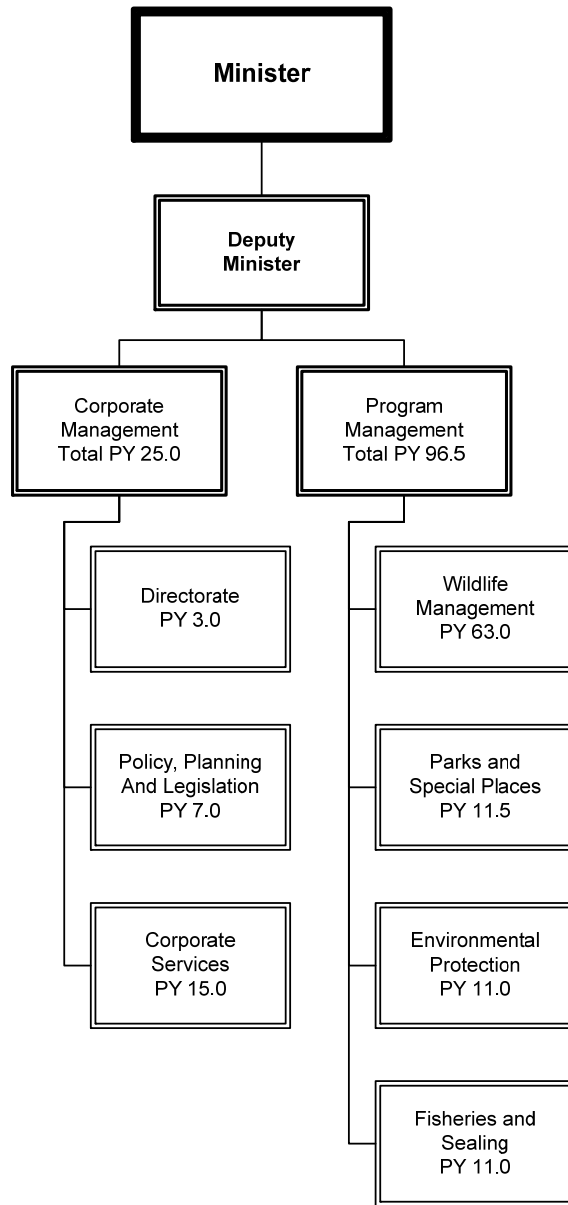 Minister
Deputy
Minister
Corporate
Management
Total PY 25.0
Program
Management
Total PY 96.5
Directorate
PY 3.0
Policy, Planning
And Legislation
PY 7.0
Corporate
Services
PY 15.0
Wildlife
Management
PY 63.0
Parks and
Special Places
PY 11.5
Environmental
Protection
PY 11.0
Fisheries and
Sealing
PY 11.0